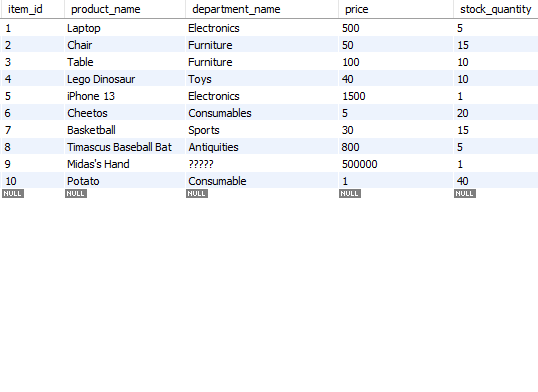 item_id product_name department_name price stock_quantity
1 Laptop Electronics 500 5
2 Chair Furniture 50 15
3 Table Furniture 100 10
4 Lego Dinosaur Toys 40 10
5 iPhone 13 Electronics 1500 1
6 Cheetos Consumables 5 20
7 Basketball Sports 30 15
8 Timascus Baseball Bat Antiquities 800 5
9 Midas's Hand ????? 500000 1
10 Potato Consumable 1 40
NULL NULL NULL NULL NULL